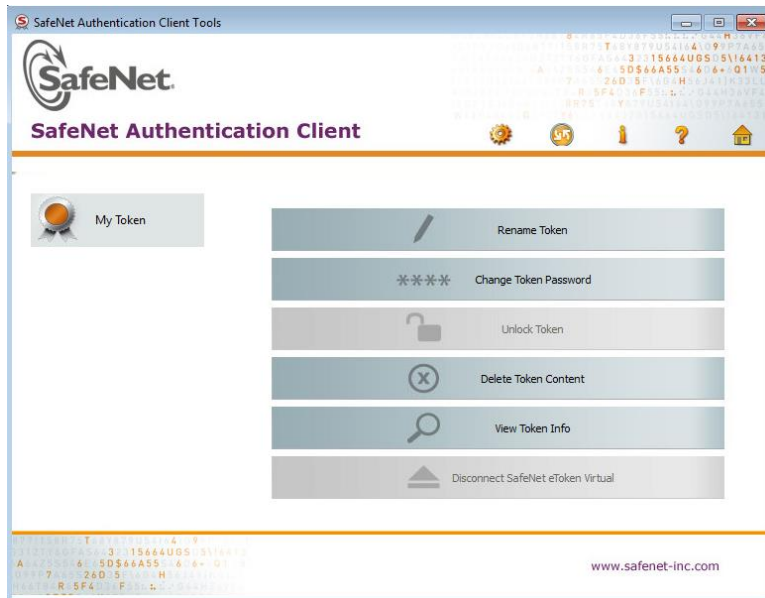 SafeNet Authentication Client Tools
SafeNet.
SafeNet Authentication Client
My Token
Rename Token
**** Change Token Password
Unlock Token
Delete Token Content
View Token Info
Disconnect SafeNet eToken Virtual
www.safenet-inc.com